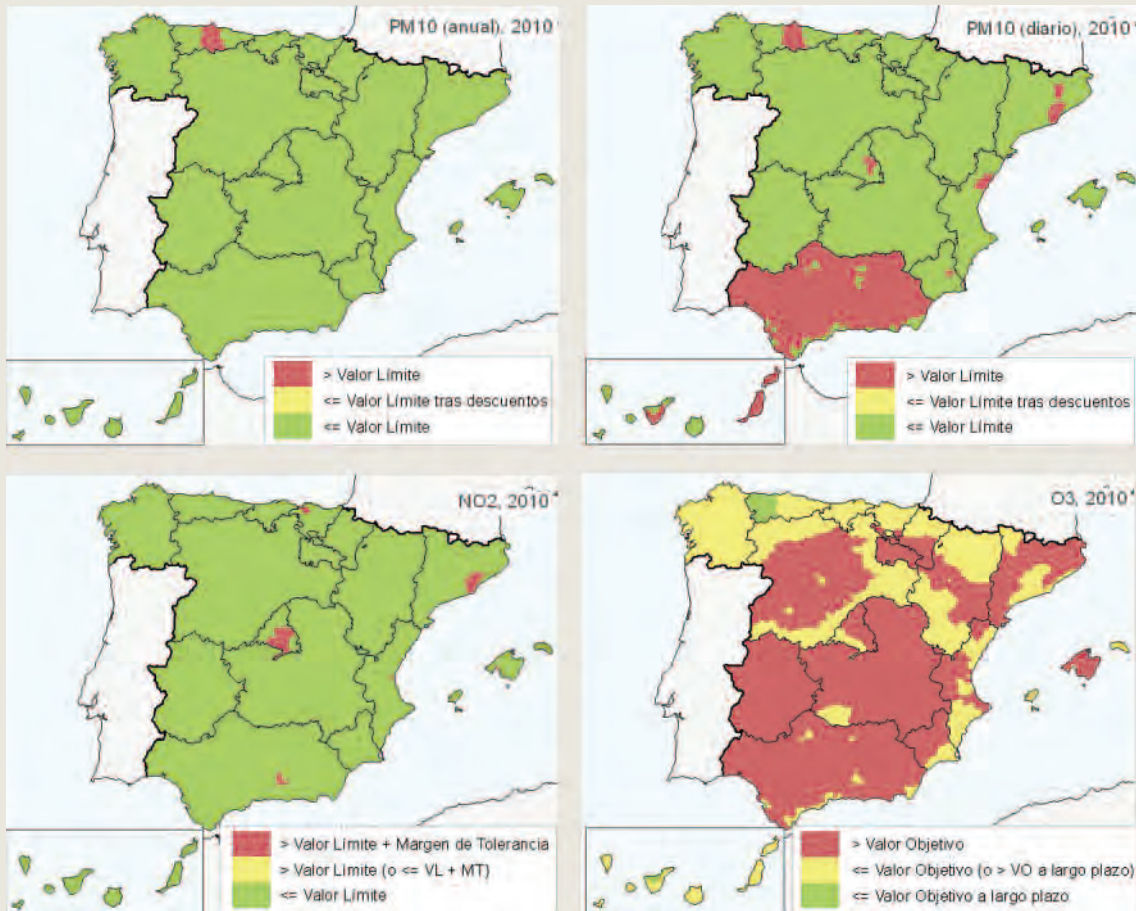 PM10 (anual), 2010
> Valor Límite
<= Valor Límite tras descuentos
<= Valor Límite
PM10 (diario), 2010
> Valor Límite
<= Valor Límite tras descuentos
<= Valor Límite
NO2, 2010
> Valor Límite + Margen de Tolerancia
> Valor Límite (o <= VL + MT)
<= Valor Límite
O3, 2010
> Valor Objetivo
<= Valor Objetivo (o > VO a largo plazo)
<= Valor Objetivo a largo plazo